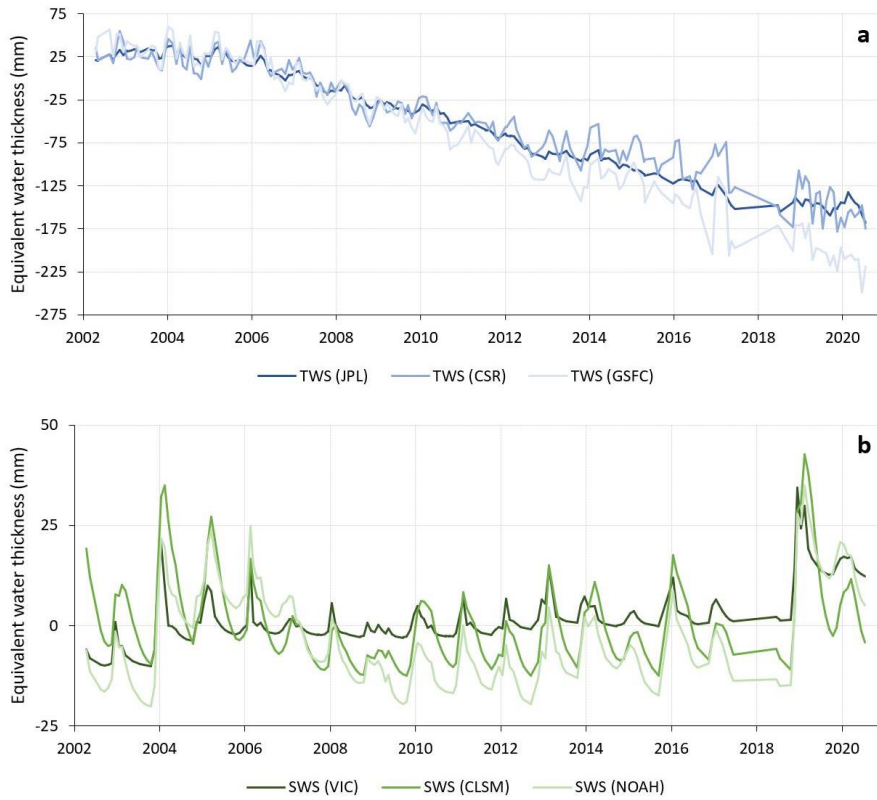 a
Equivalent water thickness (mm)
75
25
-25
-75
-125
-175
-225
-275
2002 2004 2006 2008 2010 2012 2014 2016 2018 2020
TWS (JPL) TWS (CSR) TWS (GSFC)
b
Equivalent water thickness (mm)
50
25
0
-25
2002 2004 2006 2008 2010 2012 2014 2016 2018 2020
SWS (VIC) SWS (CLSM) SWS (NOAH)